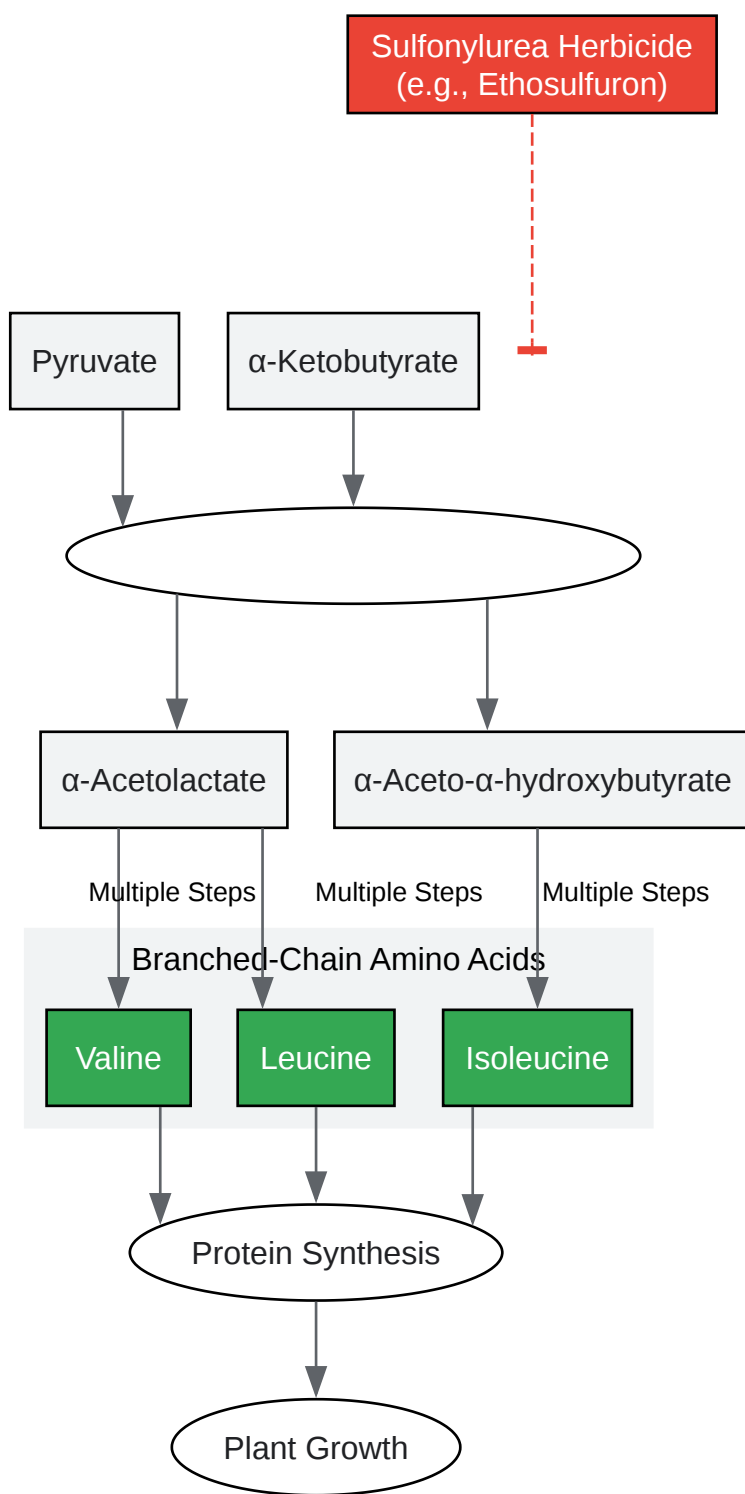 Sulfonylurea Herbicide
(e.g., Ethosulfuron)
Pyruvate
α-Ketobutyrate
α-Acetolactate
α-Aceto-α-hydroxybutyrate
Multiple Steps
Multiple Steps
Multiple Steps
Branched-Chain Amino Acids
Valine
Leucine
Isoleucine
Protein Synthesis
Plant Growth